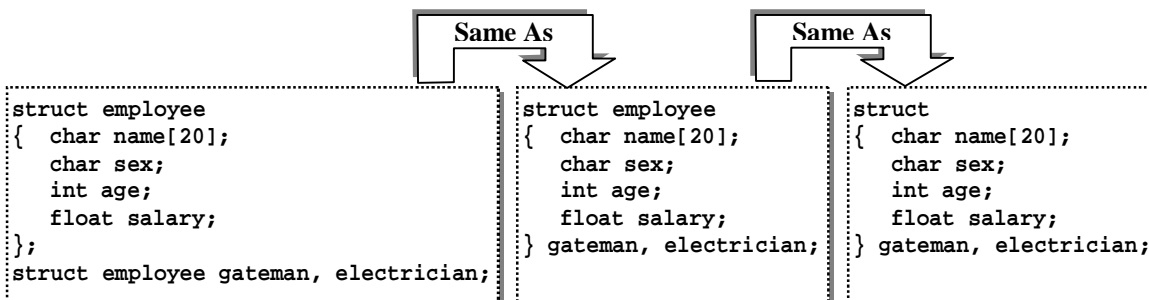 Same As
Same As
struct employee
{  char name[20];
   char sex;
   int age;
   float salary;
};
struct employee gateman, electrician;
struct employee
{  char name[20];
   char sex;
   int age;
   float salary;
} gateman, electrician;
struct
{  char name[20];
   char sex;
   int age;
   float salary;
} gateman, electrician;